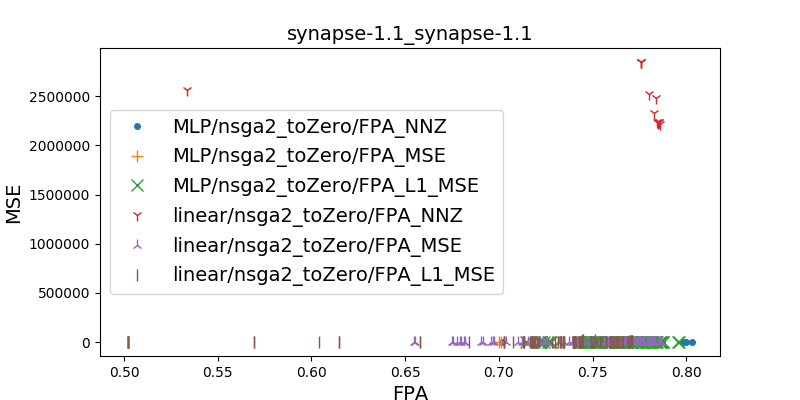 synapse-1.1_synapse-1.1
MSE
2500000
2000000
1500000
1000000
500000
0
MLP/nsga2_toZero/FPA_NNZ
MLP/nsga2_toZero/FPA_MSE
MLP/nsga2_toZero/FPA_L1_MSE
linear/nsga2_toZero/FPA_NNZ
linear/nsga2_toZero/FPA_MSE
linear/nsga2_toZero/FPA_L1_MSE
0.50 0.55 0.60 0.65 0.70 0.75 0.80
FPA